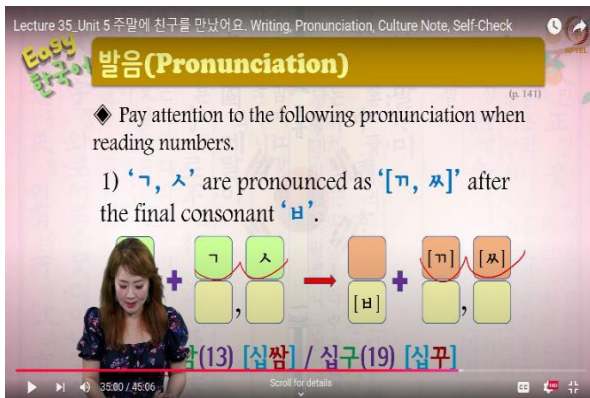 Lecture 35_Unit 5 주말에 친구를 만났어요. Writing, Pronunciation, Culture Note, Self-Check
Easy
한국어
발음(Pronunciation)
NPTEL
(p. 141)
◈ Pay attention to the following pronunciation when
reading numbers.
1) ‘ㄱ, ㅅ’ are pronounced as ‘[ㄲ, ㅆ]’ after
the final consonant ‘ㅂ’.
+ ㄱ , ㅅ → [ㅂ] + [ㄲ] , [ㅆ]
(13) [십쌈] / 십구(19) [십꾸]
35:00 / 45:06
Scroll for details
CC
HD